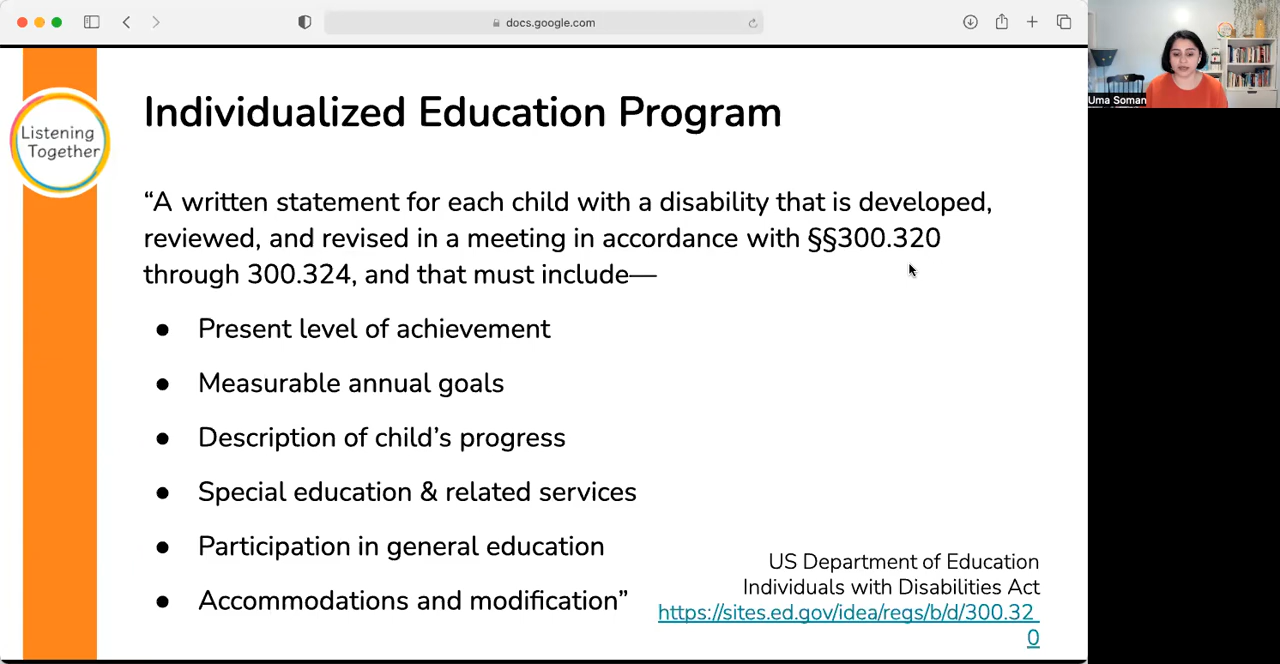 docs.google.com
Uma Soman
Listening
Together
Individualized Education Program
“A written statement for each child with a disability that is developed,
reviewed, and revised in a meeting in accordance with §§300.320
through 300.324, and that must include—
● Present level of achievement
● Measurable annual goals
● Description of child’s progress
● Special education & related services
● Participation in general education
● Accommodations and modification”
US Department of Education
Individuals with Disabilities Act
https://sites.ed.gov/idea/regs/b/d/300.32
0